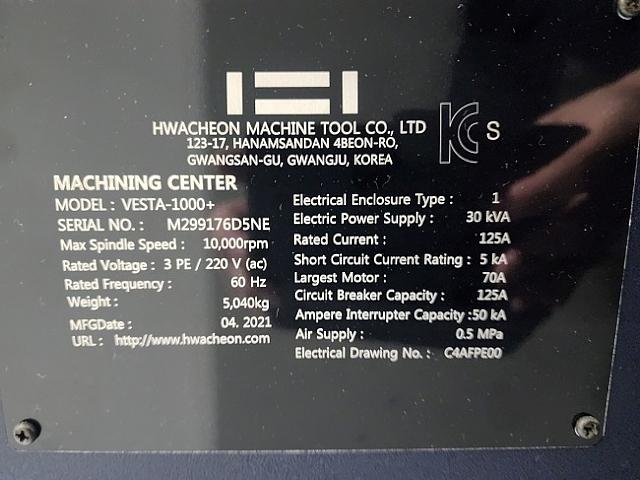 HWACHEON MACHINE TOOL CO., LTD
123-17, HANAMSANDAN 4BEON-RO,
GWANGSAN-GU, GWANGJU, KOREA
KC S
MACHINING CENTER
MODEL : VESTA-1000+
SERIAL NO. : M299176D5NE
Max Spindle Speed : 10,000rpm
Rated Voltage : 3 PE / 220 V (ac)
Rated Frequency : 60 Hz
Weight : 5,040kg
MFGDate : 04. 2021
URL : http://www.hwacheon.com
Electrical Enclosure Type : 1
Electric Power Supply : 30 kVA
Rated Current : 125A
Short Circuit Current Rating : 5 kA
Largest Motor : 70A
Circuit Breaker Capacity : 125A
Ampere Interrupter Capacity :50 kA
Air Supply : 0.5 MPa
Electrical Drawing No. : C4AFPE00